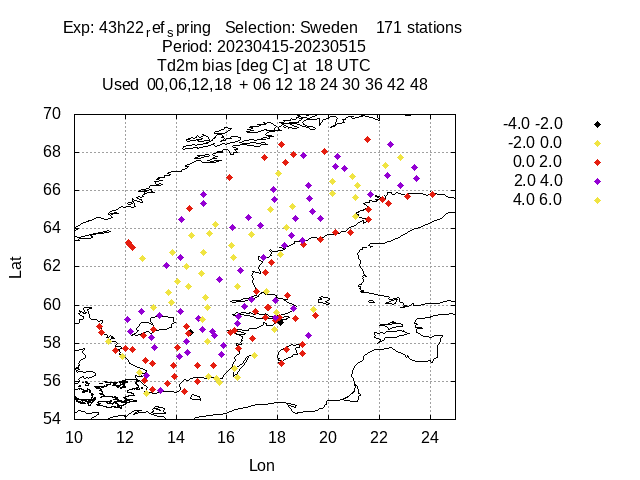 Exp: 43h22ref_spring   Selection: Sweden    171 stations
Period: 20230415-20230515
Td2m bias [deg C] at  18 UTC
Used  00,06,12,18  + 06 12 18 24 30 36 42 48
70
68
66
64
62
60
58
56
54
Lat
10 12 14 16 18 20 22 24
Lon
-4.0 -2.0
-2.0 0.0
0.0 2.0
2.0 4.0
4.0 6.0